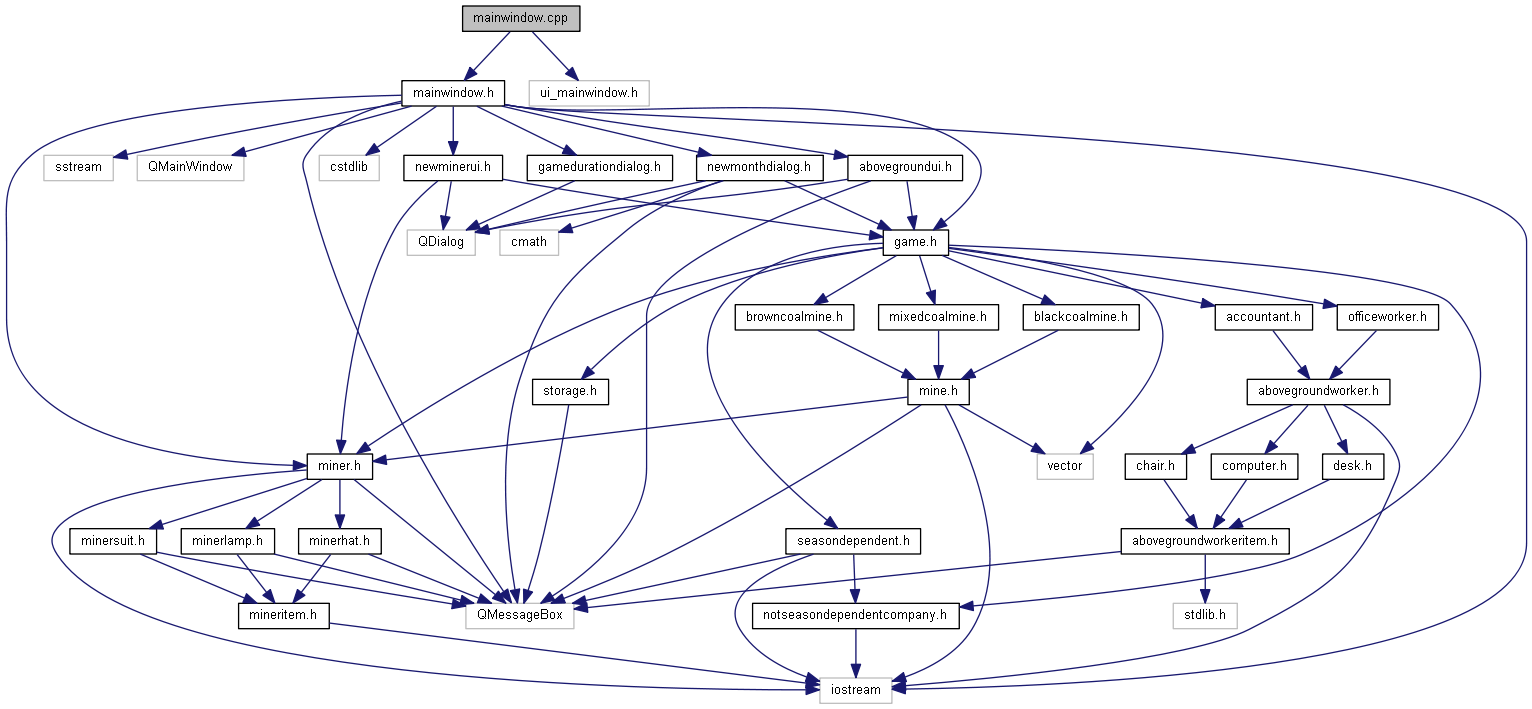 mainwindow.cpp
mainwindow.h
ui_mainwindow.h
sstream
QMainWindow
cstdlib
newminerui.h
gamedurationdialog.h
newmonthdialog.h
abovegroundui.h
QDialog
cmath
game.h
browncoalmine.h
mixedcoalmine.h
blackcoalmine.h
accountant.h
officeworker.h
storage.h
mine.h
abovegroundworker.h
miner.h
vector
chair.h
computer.h
desk.h
minersuit.h
minerlamp.h
minerhat.h
seasondependent.h
abovegroundworkeritem.h
mineritem.h
QMessageBox
notseasondependentcompany.h
stdlib.h
iostream